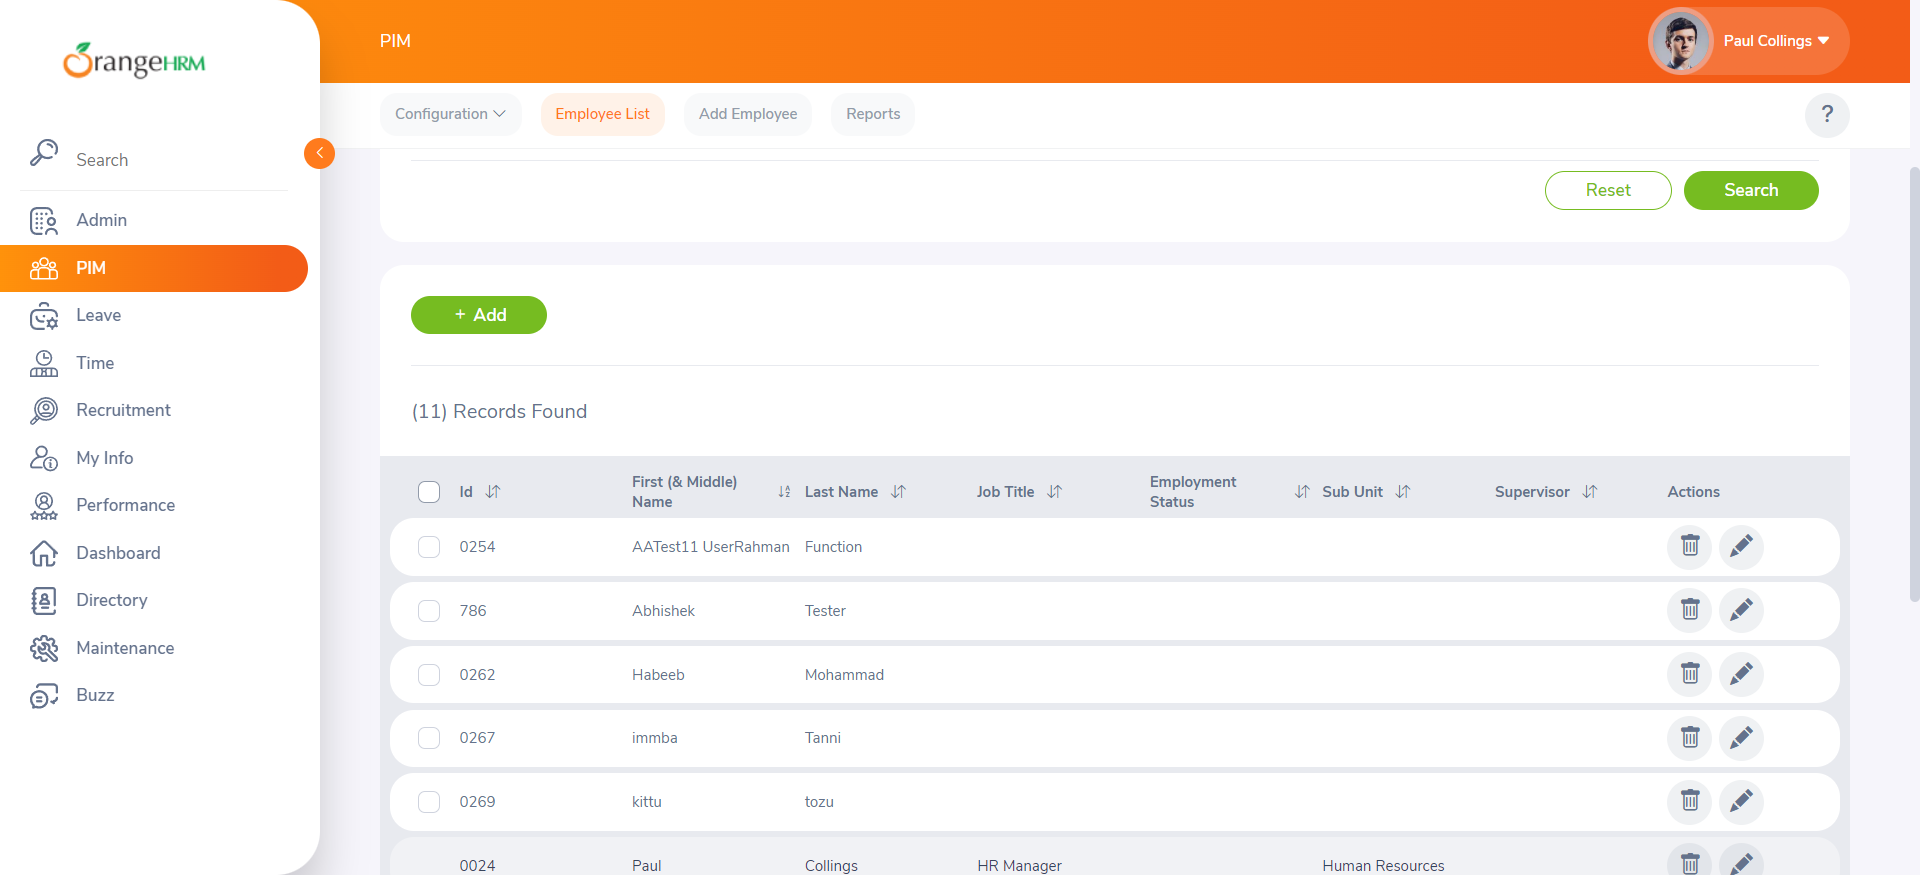 OrangeHRM
PIM
Paul Collings
Configuration
Employee List
Add Employee
Reports
?
Search
Admin
PIM
Leave
Time
Recruitment
My Info
Performance
Dashboard
Directory
Maintenance
Buzz
Reset
Search
+ Add
(11) Records Found
Id
First (& Middle)
Name
Last Name
Job Title
Employment
Status
Sub Unit
Supervisor
Actions
0254 AATest11 UserRahman Function
786 Abhishek Tester
0262 Habeeb Mohammad
0267 immba Tanni
0269 kittu tozu
0024 Paul Collings HR Manager Human Resources